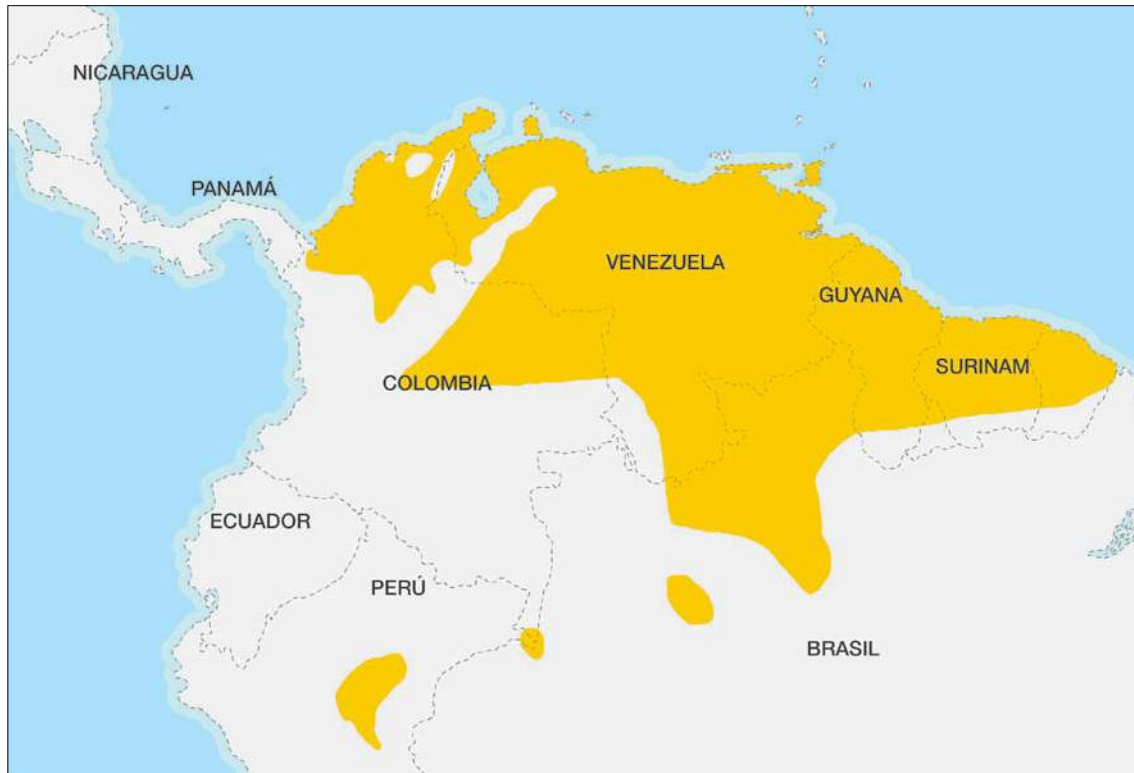 NICARAGUA
PANAMÁ
VENEZUELA
GUYANA
SURINAM
COLOMBIA
ECUADOR
PERÚ
BRASIL